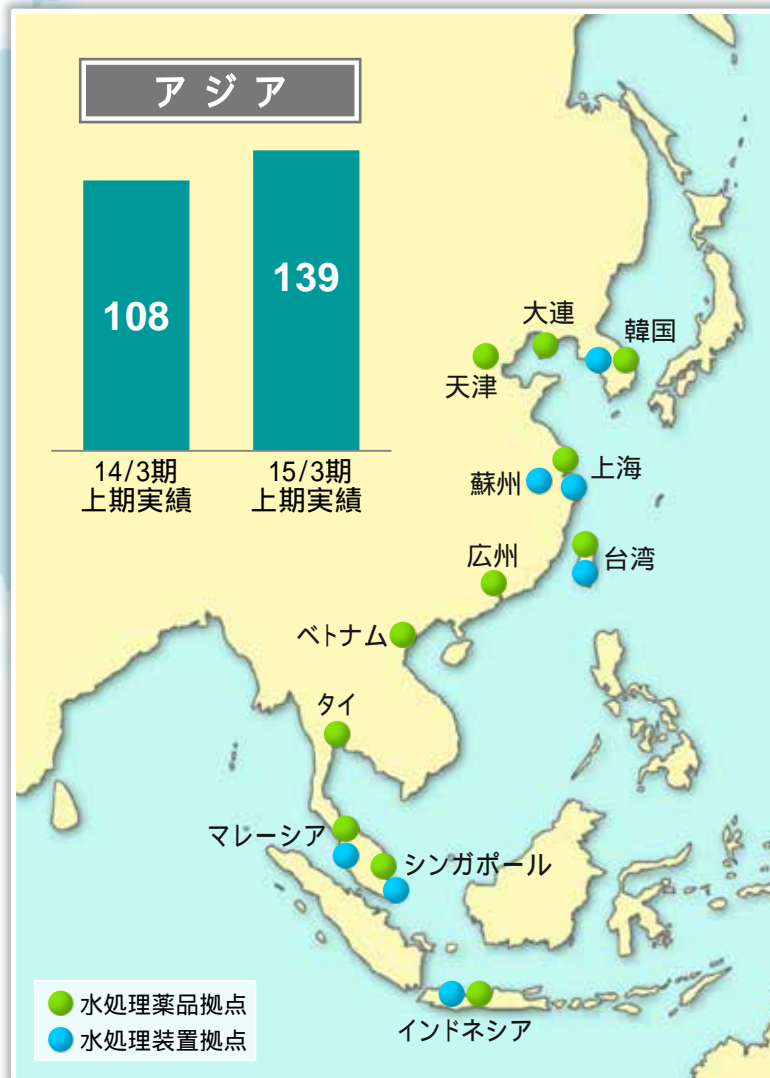 アジア
108
139
14/3期
上期実績
15/3期
上期実績
大連
韓国
天津
上海
蘇州
台湾
広州
ベトナム
タイ
マレーシア
シンガポール
水処理薬品拠点
水処理装置拠点
インドネシア